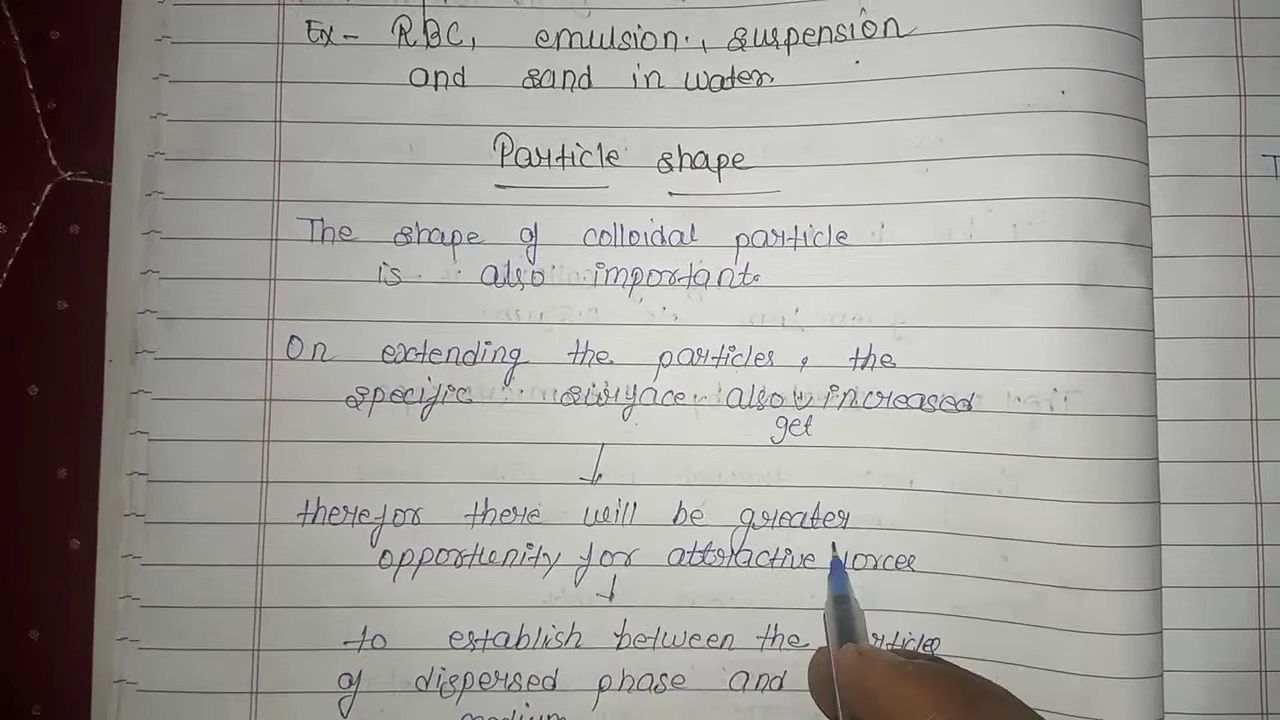 Ex- RBC, emulsion, suspension
and sand in water.
Particle shape
The shape of colloidal particle
is also important.
On extending the particles, the
specific surface also increased
get
therefor there will be greater
opportunity for attractive forces
to establish between the
of dispersed phase and
medium